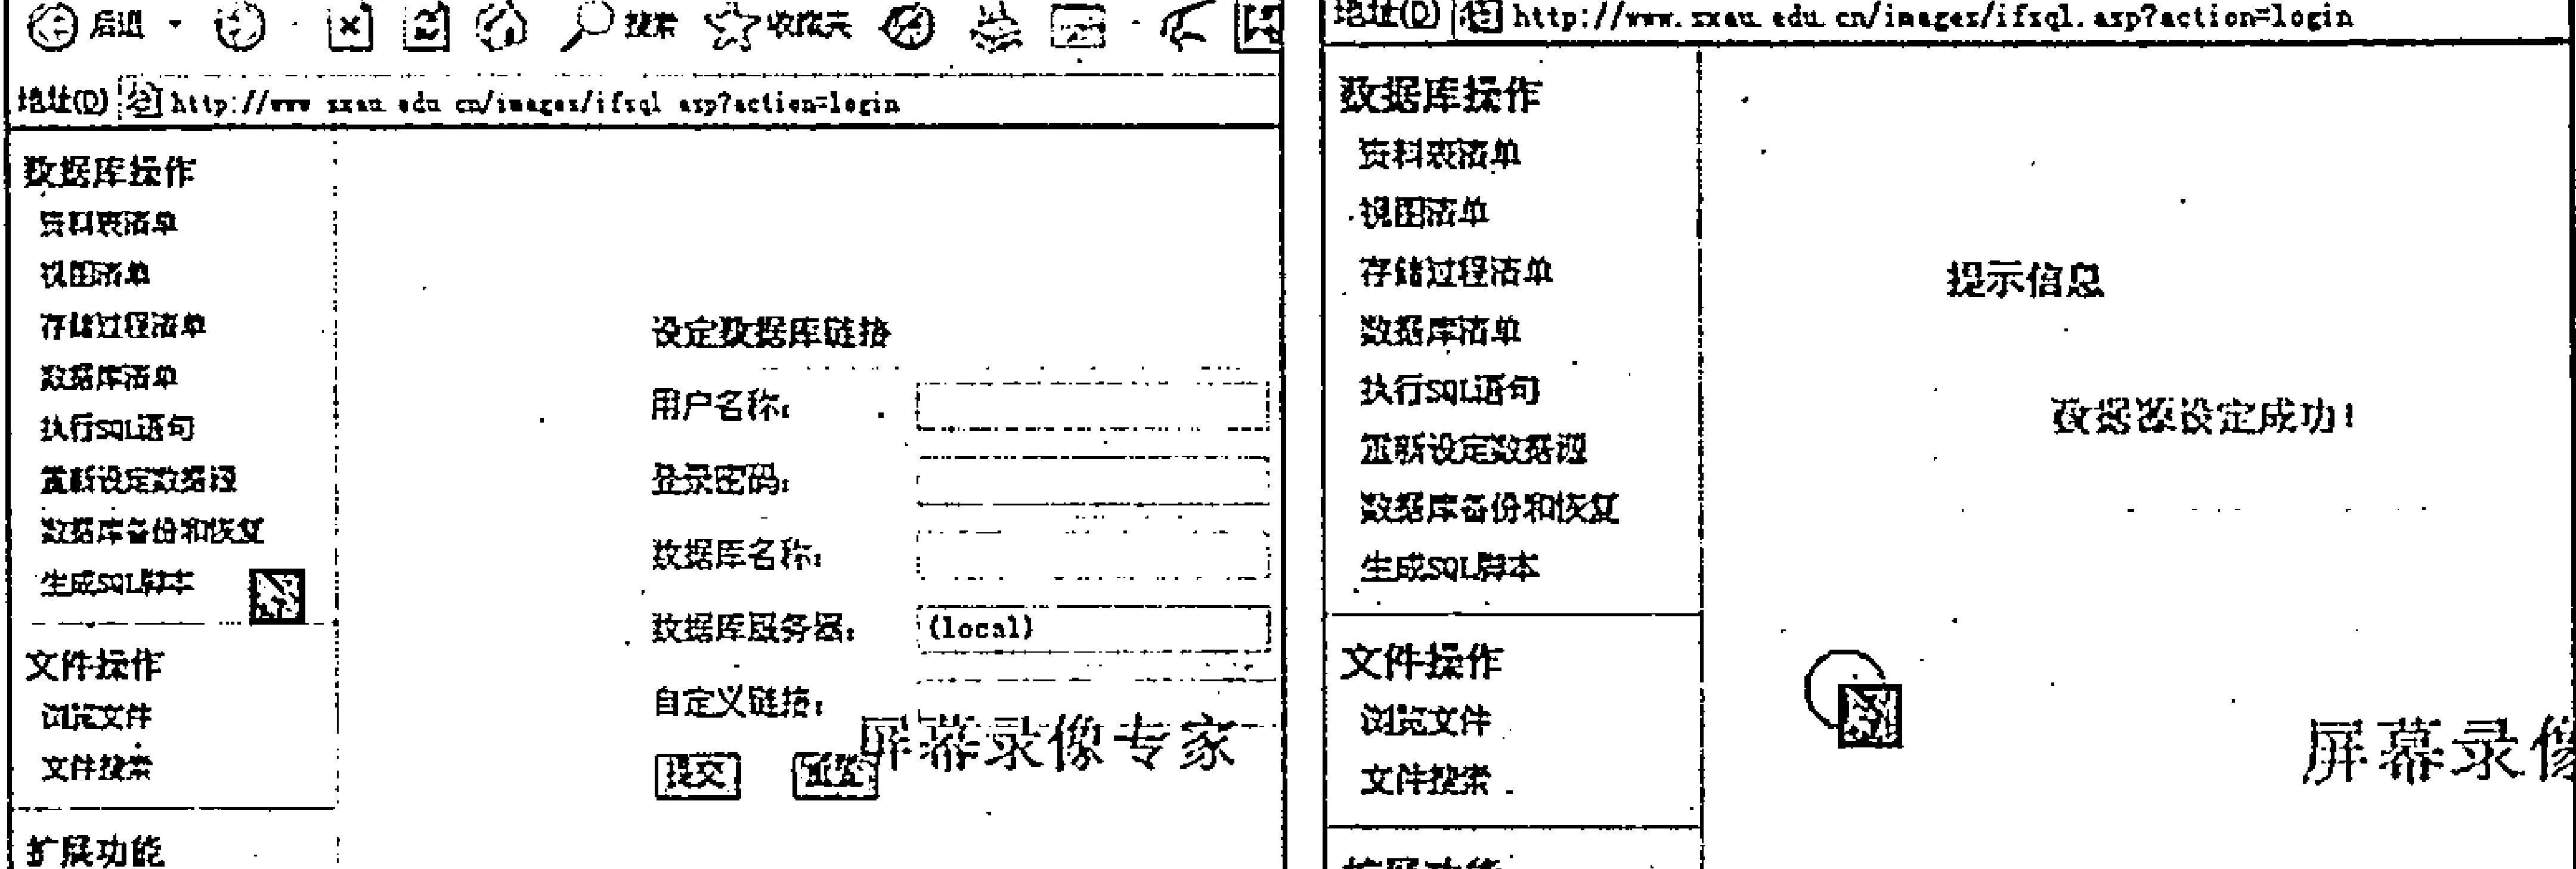 后退 搜索 收藏夹
地址(D) http://www.sxau.edu.cn/images/ifsql.asp?action=login
数据库操作
资料表清单
视图清单
存储过程清单
数据库清单
执行SQL语句
重新设定数据源
数据库备份和恢复
生成SQL脚本
文件操作
浏览文件
文件搜索
扩展功能
设定数据库链接
用户名称:
登录密码:
数据库名称:
数据库服务器: (local)
自定义链接:
提交 重置
屏幕录像专家
地址(D) http://www.sxau.edu.cn/images/ifsql.asp?action=login
数据库操作
资料表清单
视图清单
存储过程清单
数据库清单
执行SQL语句
重新设定数据源
数据库备份和恢复
生成SQL脚本
文件操作
浏览文件
文件搜索
扩展功能
提示信息
数据源设定成功!
屏幕录像